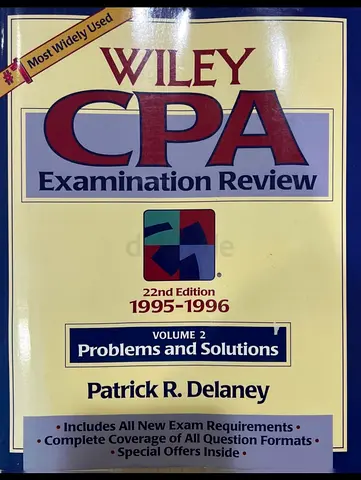 #1 Most Widely Used
WILEY
CPA
Examination Review
®
22nd Edition
1995-1996
VOLUME 2
Problems and Solutions
Patrick R. Delaney
• Includes All New Exam Requirements •
• Complete Coverage of All Question Formats •
• Special Offers Inside •